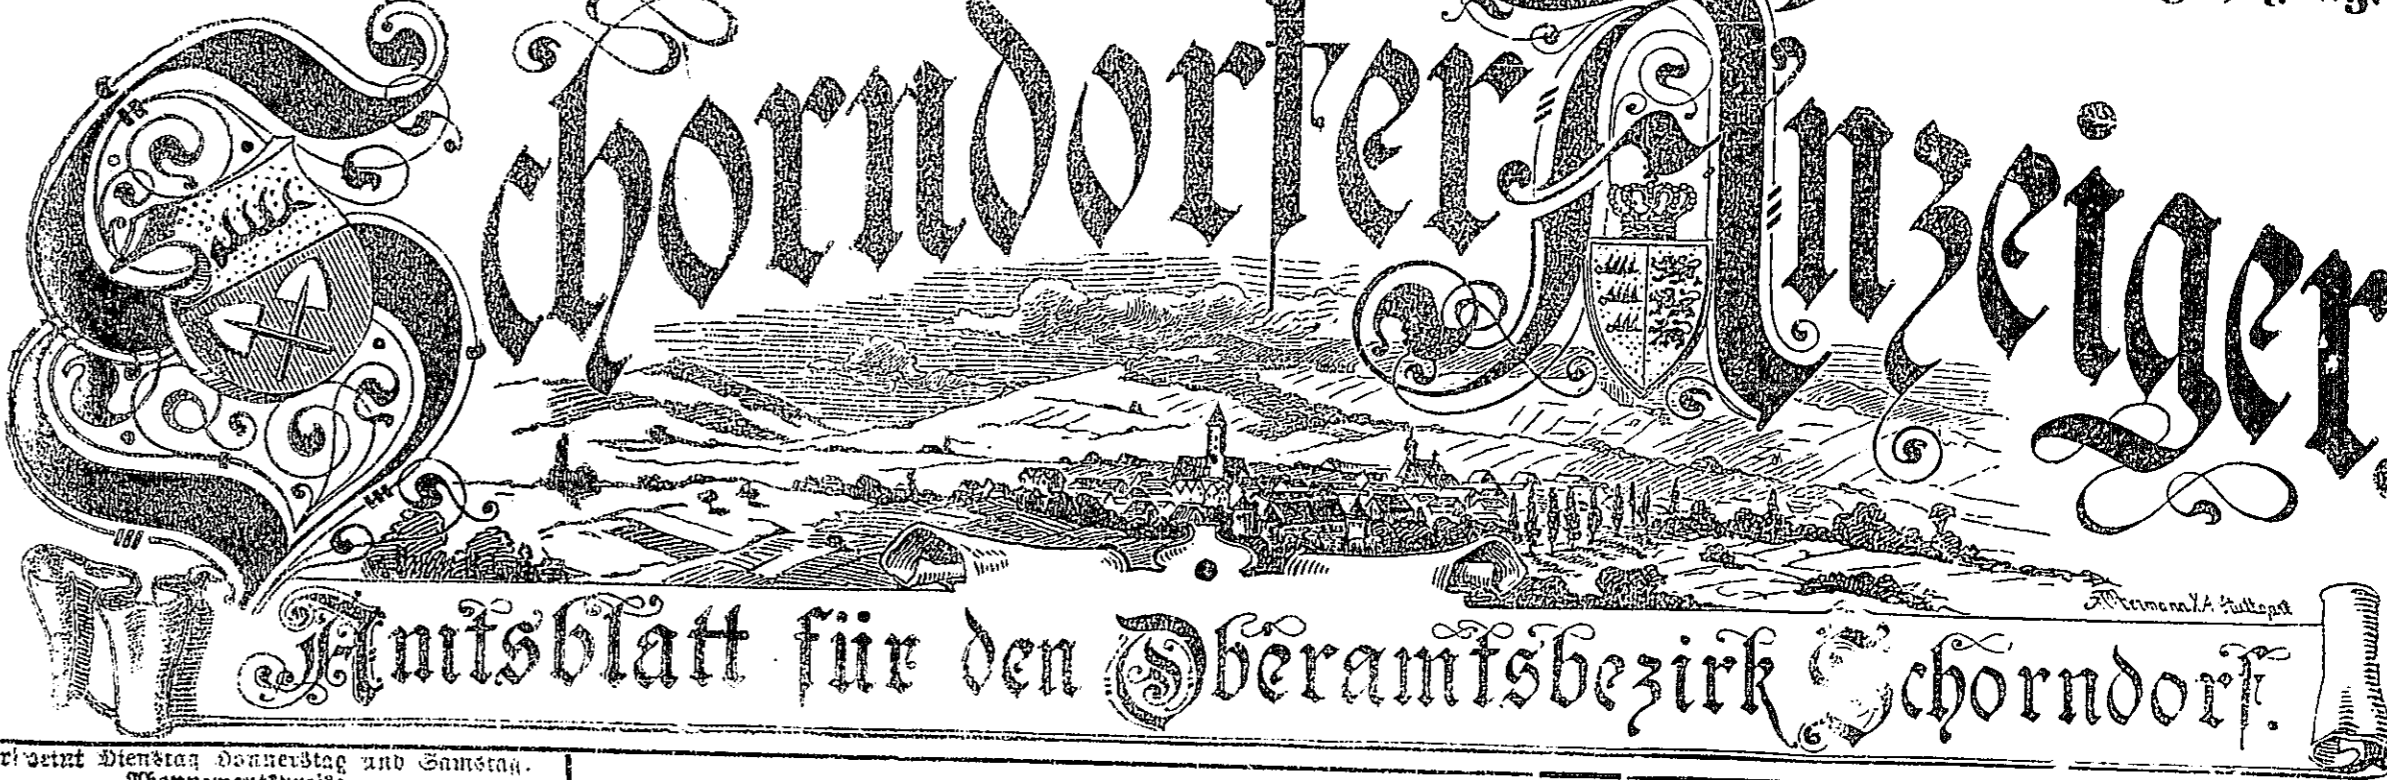 Schorndorfer Anzeiger.
Amtsblatt für den Oberamtsbezirk Schorndorf.
Erscheint Dienstag Donnerstag und Samstag.